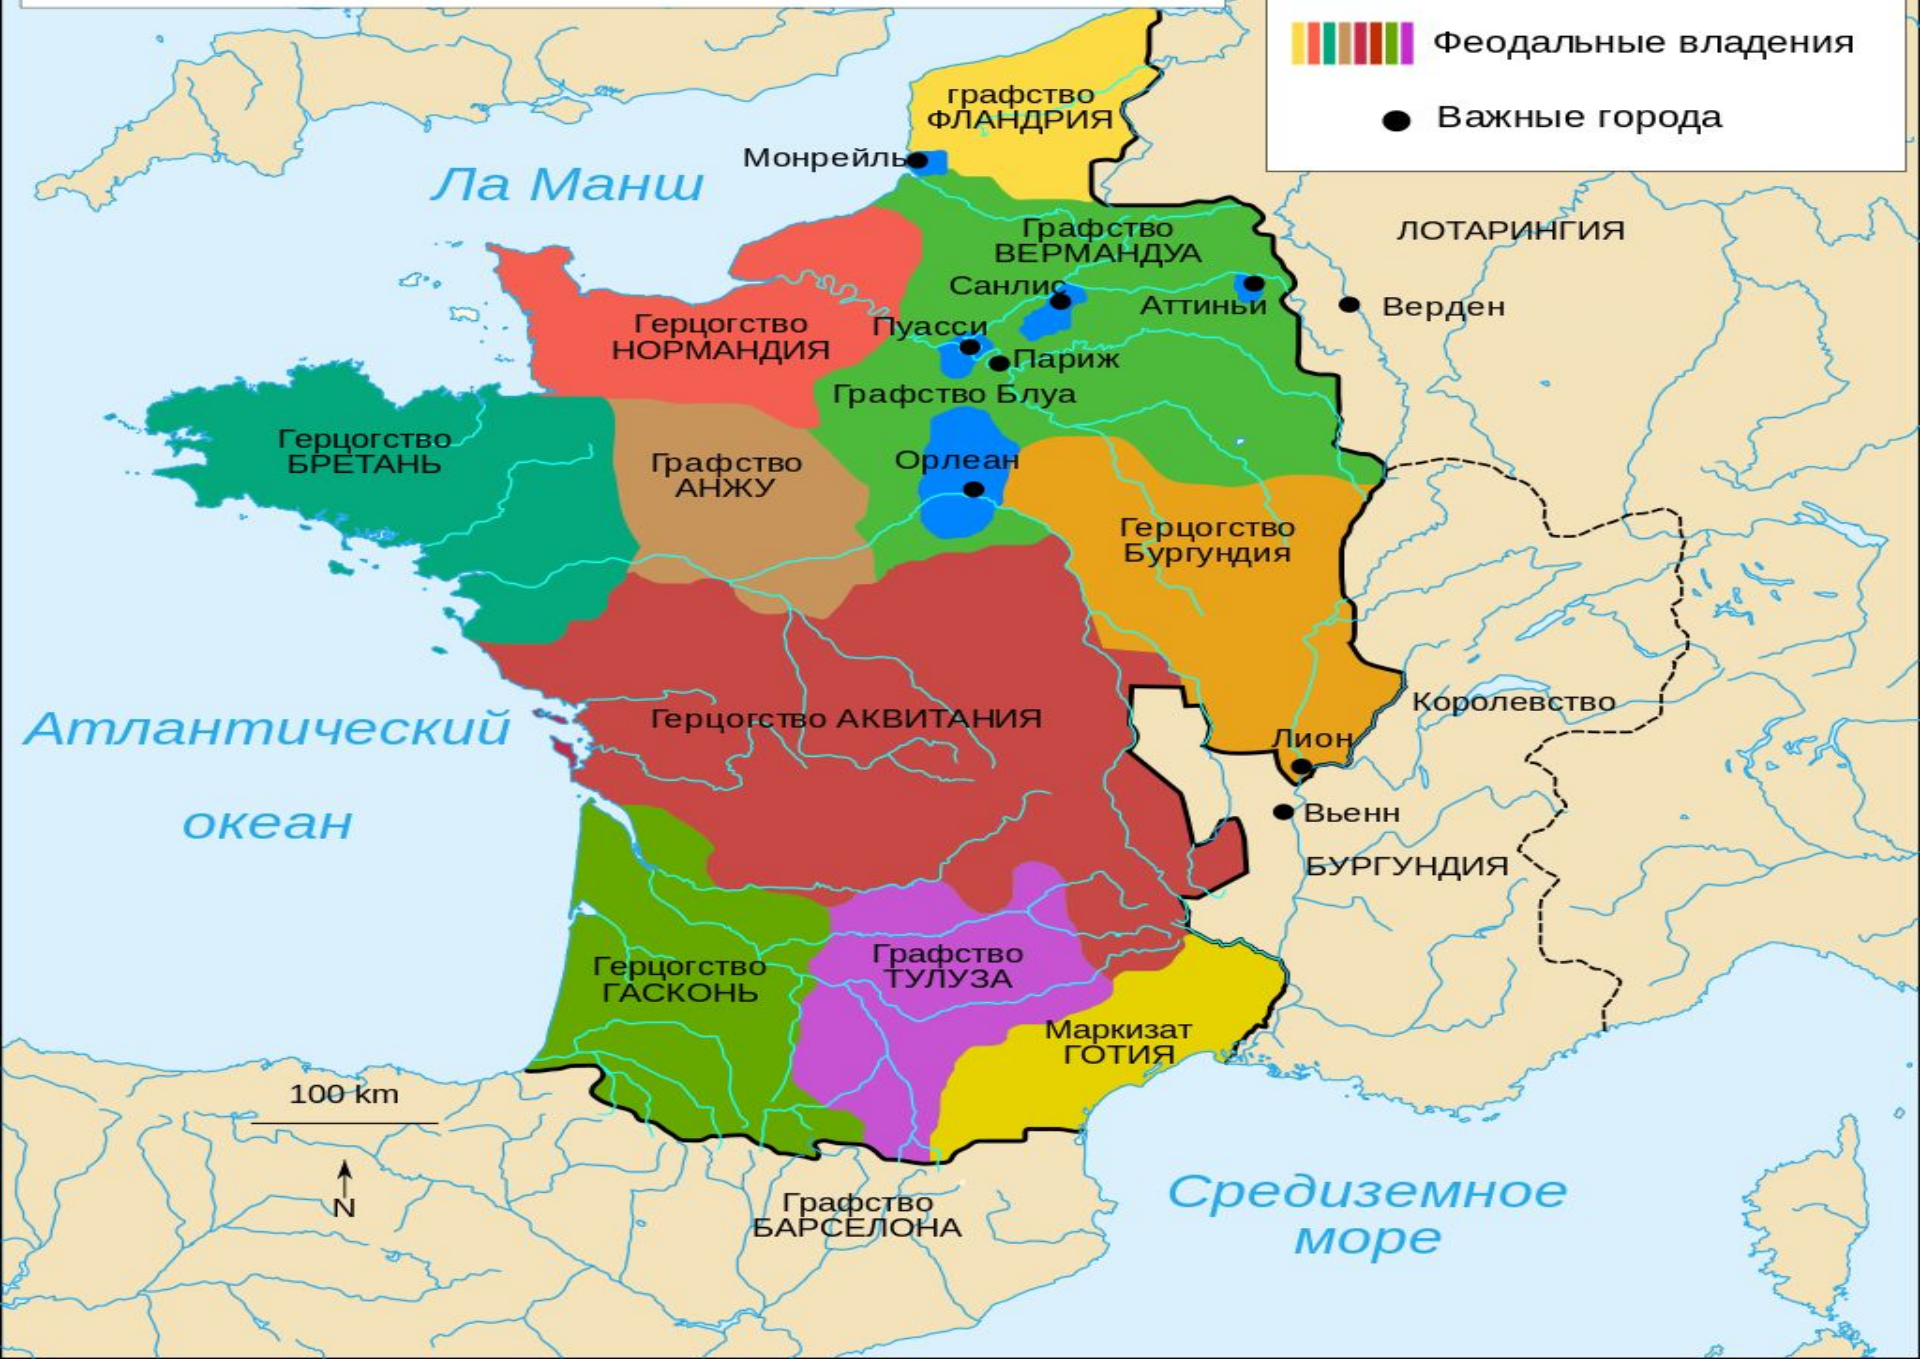 Феодальные владения
Важные города
графство
ФЛАНДРИЯ
Монрейль
Ла Манш
Графство
ВЕРМАНДУА
ЛОТАРИНГИЯ
Санлис
Аттиньи
Верден
Герцогство
НОРМАНДИЯ
Пуасси
Париж
Графство Блуа
Герцогство
БРЕТАНЬ
Графство
АНЖУ
Орлеан
Герцогство
Бургундия
Королевство
Атлантический
океан
Герцогство АКВИТАНИЯ
Лион
Вьенн
БУРГУНДИЯ
Герцогство
ГАСКОНЬ
Графство
ТУЛУЗА
Маркизат
ГОТИЯ
100 km
N
Графство
БАРСЕЛОНА
Средиземное
море